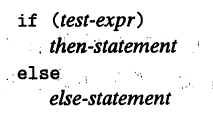 if (test-expr)
then-statement
else
else-statement